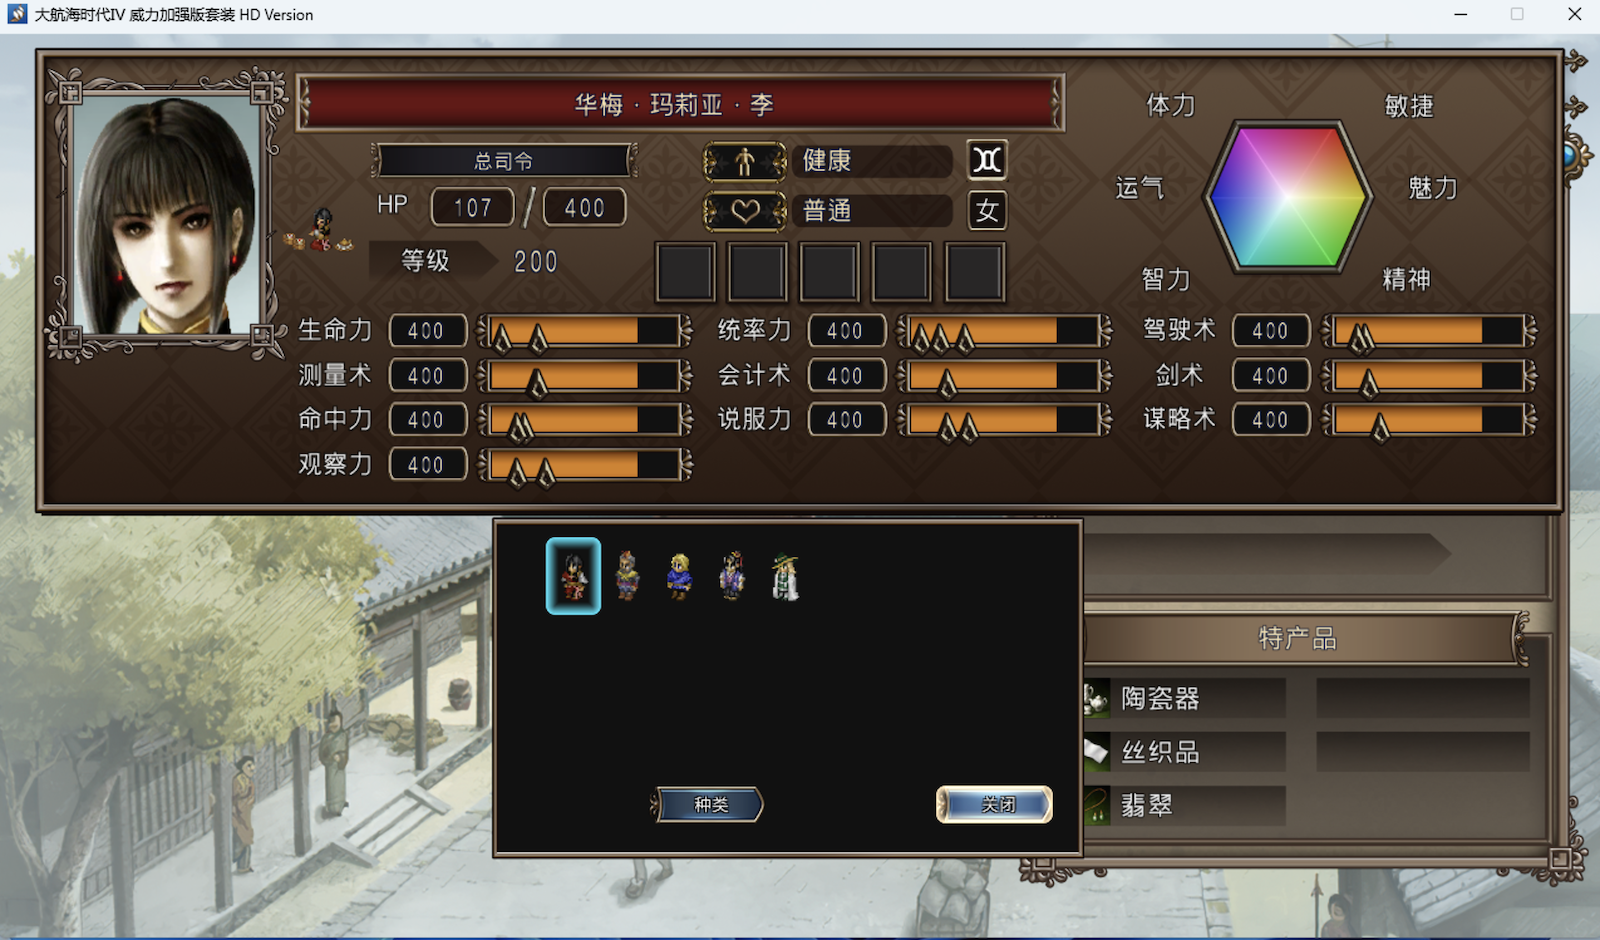 大航海时代IV 威力加强版套装 HD Version
华梅·玛莉亚·李
总司令
健康
HP 107 / 400
普通
女
等级 200
体力
敏捷
运气
魅力
智力
精神
生命力 400 统率力 400 驾驶术 400
测量术 400 会计术 400 剑术 400
命中力 400 说服力 400 谋略术 400
观察力 400
特产品
陶瓷器
丝织品
翡翠
种类
关闭